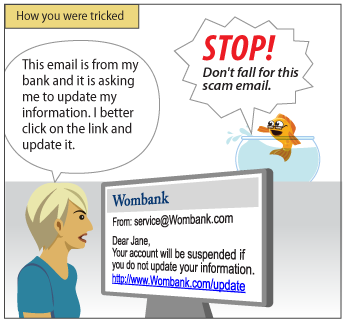 How you were tricked
This email is from my
bank and it is asking
me to update my
information. I better
click on the link and
update it.
STOP!
Don't fall for this
scam email.
Wombank
From: service@Wombank.com
Dear Jane,
Your account will be suspended if
you do not update your information.
http://www.Wombank.com/update